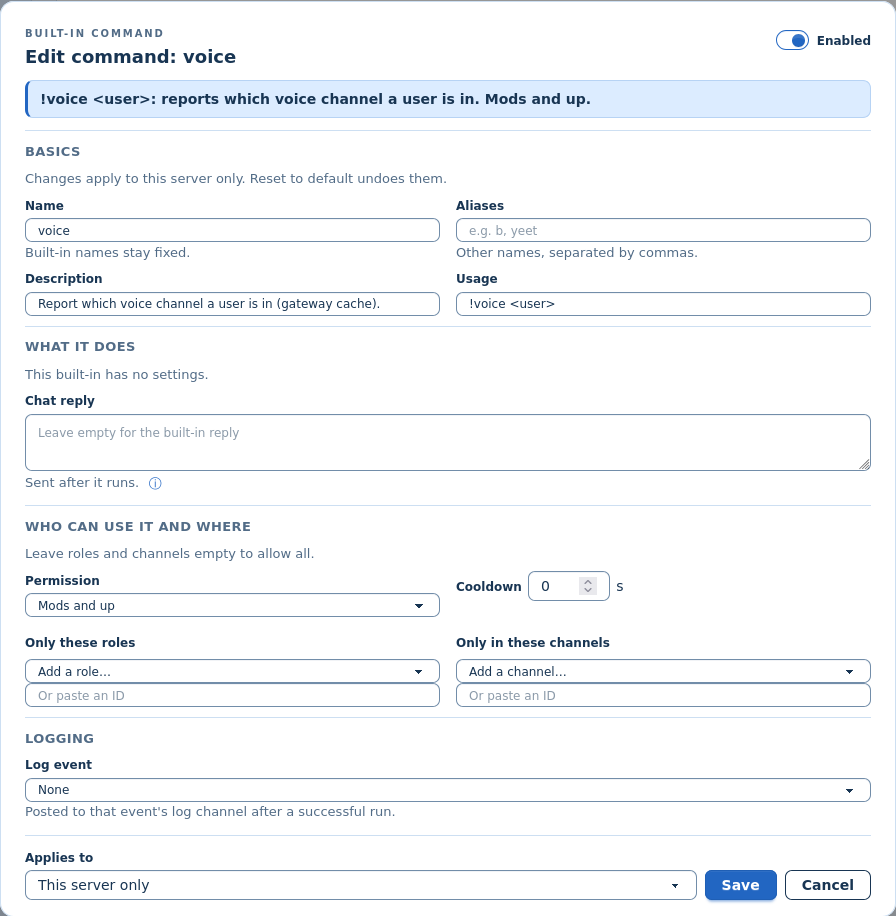 BUILT-IN COMMAND
Edit command: voice
Enabled
!voice <user>: reports which voice channel a user is in. Mods and up.
BASICS
Changes apply to this server only. Reset to default undoes them.
Name
Aliases
voice
e.g. b, yeet
Built-in names stay fixed.
Other names, separated by commas.
Description
Usage
Report which voice channel a user is in (gateway cache).
!voice <user>
WHAT IT DOES
This built-in has no settings.
Chat reply
Leave empty for the built-in reply
Sent after it runs. ⓘ
WHO CAN USE IT AND WHERE
Leave roles and channels empty to allow all.
Permission
Mods and up
Cooldown 0 s
Only these roles
Only in these channels
Add a role...
Add a channel...
Or paste an ID
Or paste an ID
LOGGING
Log event
None
Posted to that event's log channel after a successful run.
Applies to
This server only
Save
Cancel